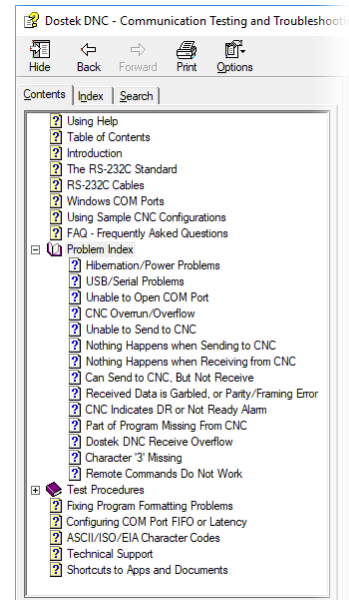 Dostek DNC - Communication Testing and
Hide Back Forward Print Options
Contents Index Search
Using Help
Table of Contents
Introduction
The RS-232C Standard
RS-232C Cables
Windows COM Ports
Using Sample CNC Configurations
FAQ - Frequently Asked Questions
Problem Index
Hibernation/Power Problems
USB/Serial Problems
Unable to Open COM Port
CNC Overrun/Overflow
Unable to Send to CNC
Nothing Happens when Sending to CNC
Nothing Happens when Receiving from CNC
Can Send to CNC, But Not Receive
Received Data is Garbled, or Parity/Framing Error
CNC Indicates DR or Not Ready Alarm
Part of Program Missing From CNC
Dostek DNC Receive Overflow
Character '3' Missing
Remote Commands Do Not Work
Test Procedures
Fixing Program Formatting Problems
Configuring COM Port FIFO or Latency
ASCII/ISO/EIA Character Codes
Technical Support
Shortcuts to Apps and Documents